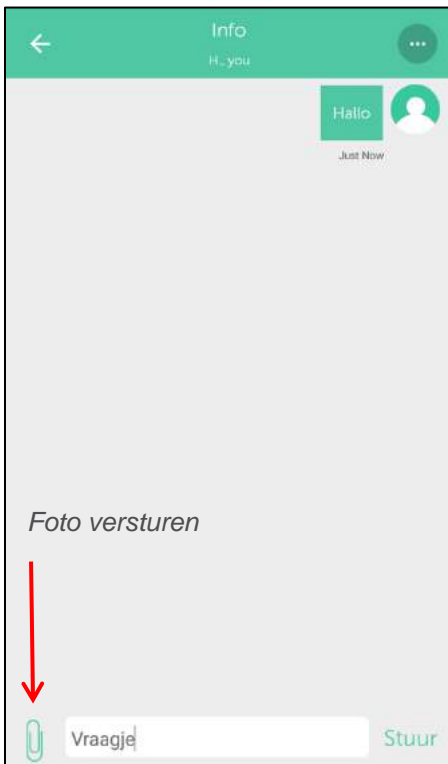 Info
H., you
Hallo
Just Now
Foto versturen
Vraagje
Stuur